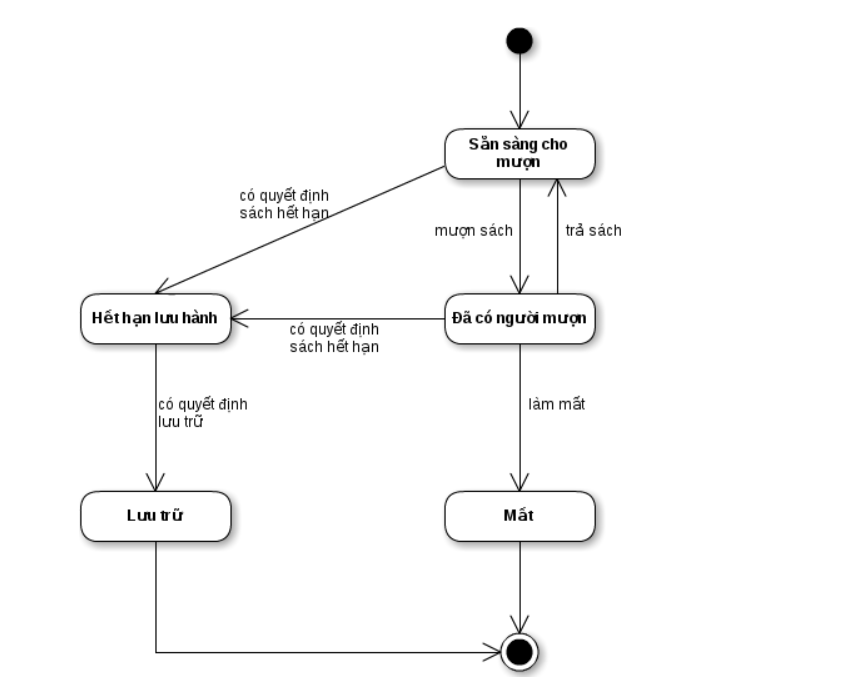 Sẵn sàng cho
mượn
có quyết định
sách hết hạn
mượn sách
trả sách
Hết hạn lưu hành
Đã có người mượn
có quyết định
sách hết hạn
có quyết định
lưu trữ
làm mất
Lưu trữ
Mất